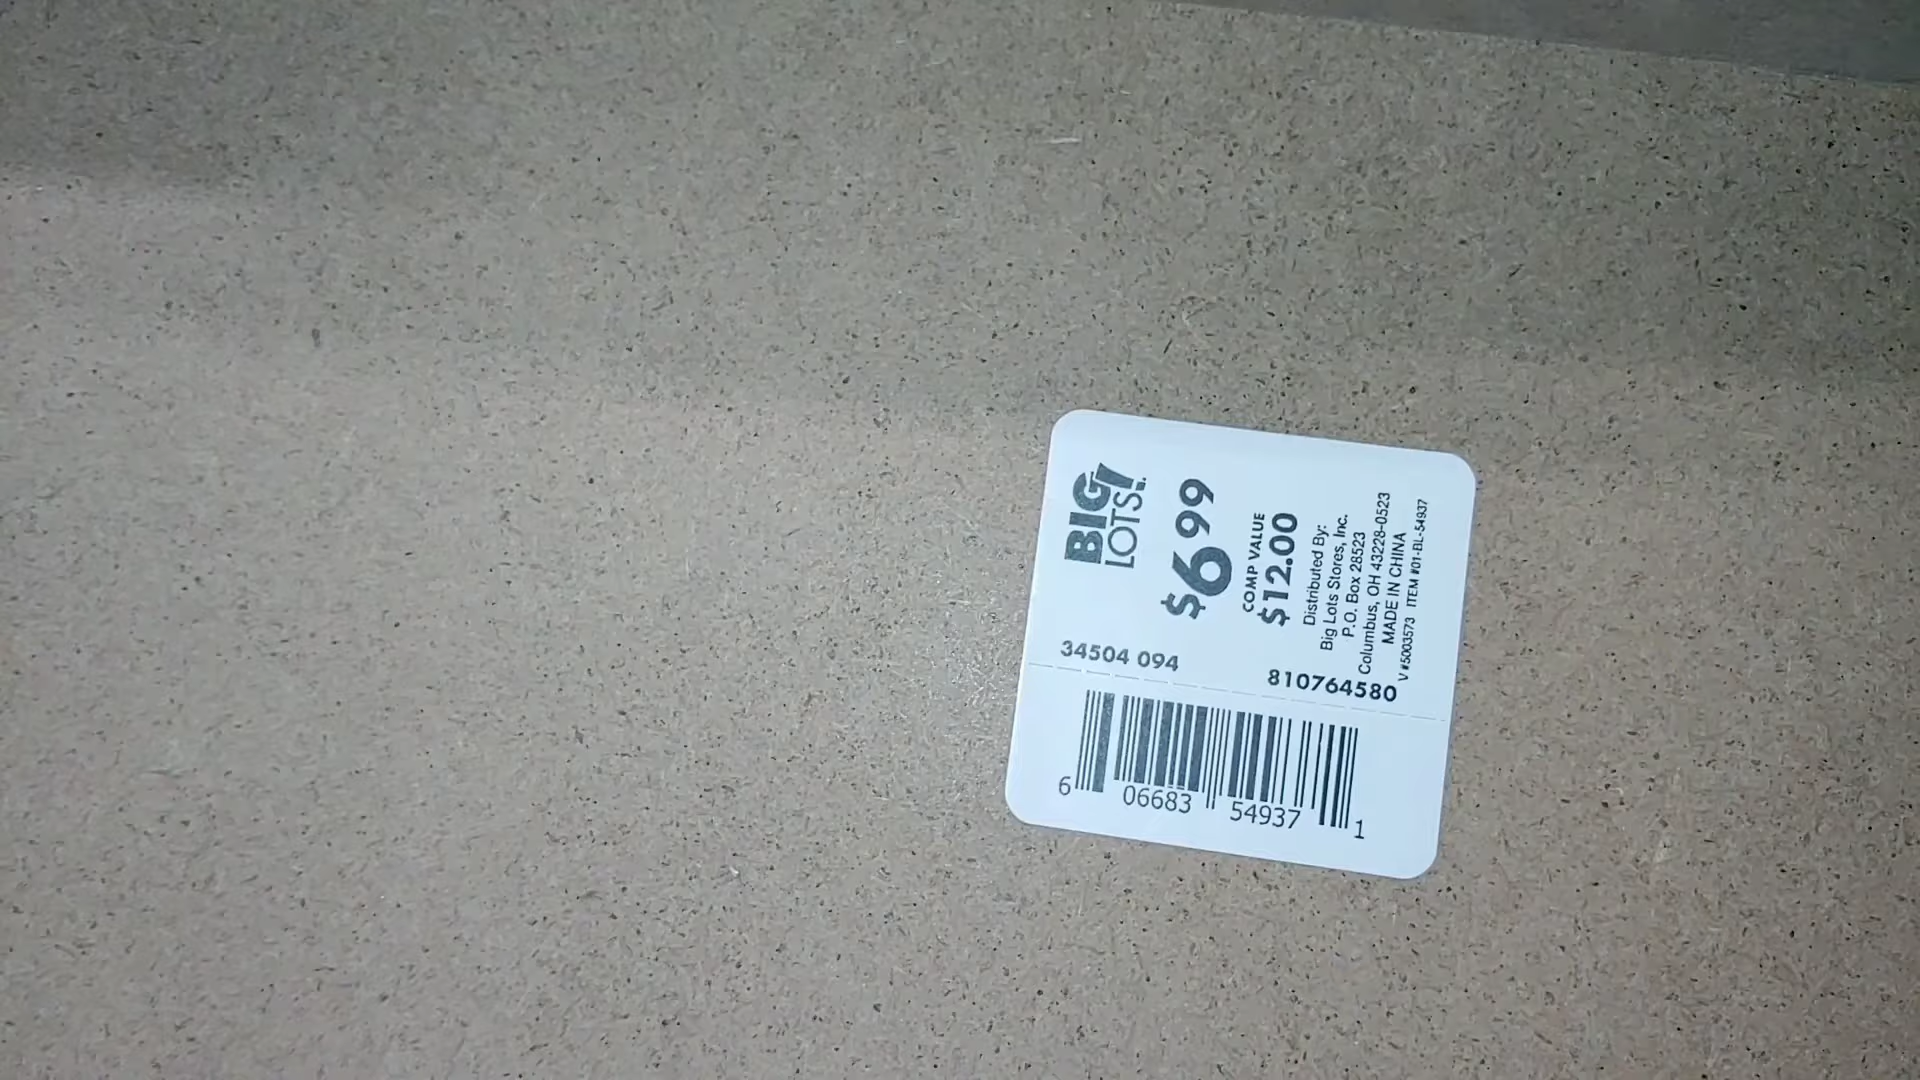 BIG
LOTS!
$6.99
COMP VALUE
$12.00
Distributed By:
Big Lots Stores, Inc.
P.O. Box 28523
Columbus, OH 43228-0523
MADE IN CHINA
V #5003573 ITEM #01-BL-54937
34504 094
810764580
6 06683 54937 1